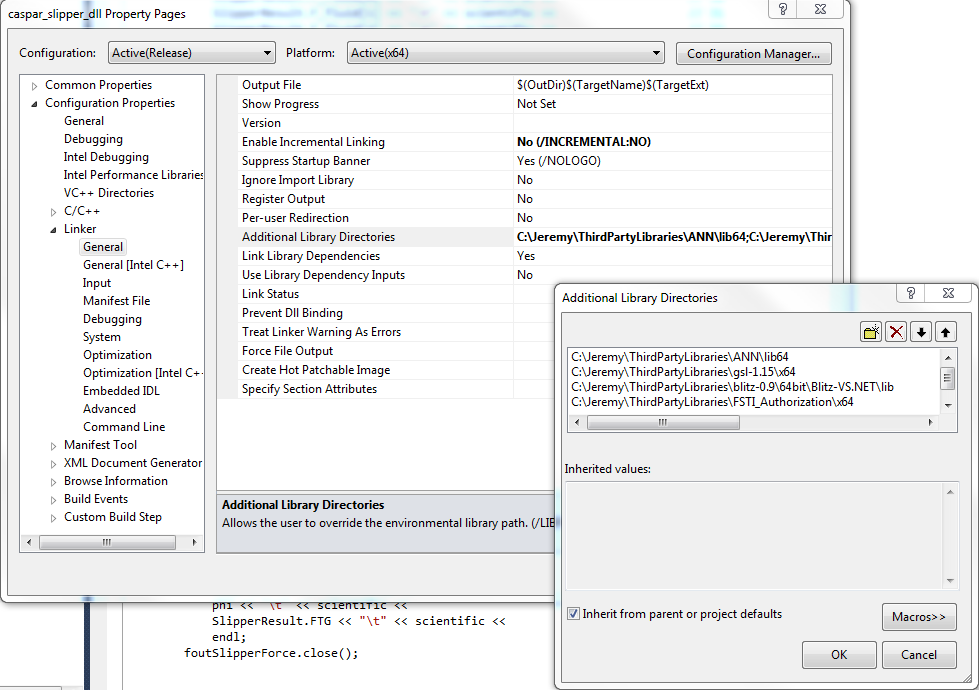 caspar_slipper_dll Property Pages
Configuration: Active(Release) Platform: Active(x64) Configuration Manager...
Common Properties
Configuration Properties
General
Debugging
Intel Debugging
Intel Performance Libraries
VC++ Directories
C/C++
Linker
General
General [Intel C++]
Input
Manifest File
Debugging
System
Optimization
Optimization [Intel C+
Embedded IDL
Advanced
Command Line
Manifest Tool
XML Document Generator
Browse Information
Build Events
Custom Build Step
Output File $(OutDir)$(TargetName)$(TargetExt)
Show Progress Not Set
Version
Enable Incremental Linking No (/INCREMENTAL:NO)
Suppress Startup Banner Yes (/NOLOGO)
Ignore Import Library No
Register Output No
Per-user Redirection No
Additional Library Directories C:\Jeremy\ThirdPartyLibraries\ANN\lib64;C:\Jeremy\Thir
Link Library Dependencies Yes
Use Library Dependency Inputs No
Link Status
Prevent Dll Binding
Treat Linker Warning As Errors
Force File Output
Create Hot Patchable Image
Specify Section Attributes
Additional Library Directories
Allows the user to override the environmental library path. (/LIB
Additional Library Directories
C:\Jeremy\ThirdPartyLibraries\ANN\lib64
C:\Jeremy\ThirdPartyLibraries\gsl-1.15\x64
C:\Jeremy\ThirdPartyLibraries\blitz-0.9\64bit\Blitz-VS.NET\lib
C:\Jeremy\ThirdPartyLibraries\FSTI_Authorization\x64
Inherited values:
Inherit from parent or project defaults
Macros>>
OK Cancel
phi << "\t" << scientific <<
SlipperResult.FTG << "\t" << scientific <<
endl;
foutSlipperForce.close();